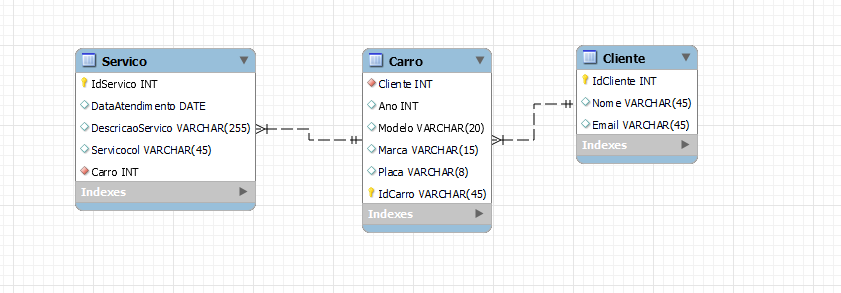 Servico
IdServico INT
DataAtendimento DATE
DescricaoServico VARCHAR(255)
Servicocol VARCHAR(45)
Carro INT
Indexes
Carro
Cliente INT
Ano INT
Modelo VARCHAR(20)
Marca VARCHAR(15)
Placa VARCHAR(8)
IdCarro VARCHAR(45)
Indexes
Cliente
IdCliente INT
Nome VARCHAR(45)
Email VARCHAR(45)
Indexes